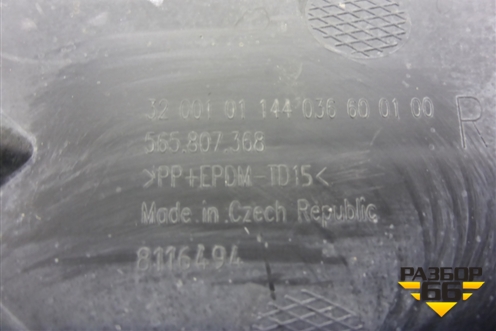 32 001 01 144 036 60 01 00
565.807.368
R
>PP+EPDM-TD15<
Made in Czech Republic
8116494
РАЗБОР
66